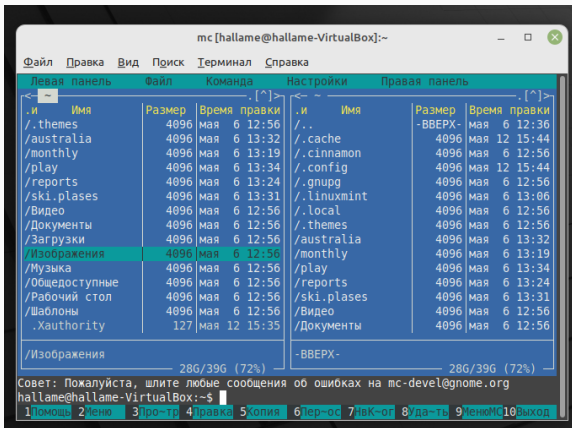 mc [hallame@hallame-VirtualBox]:~
Файл Правка Вид Поиск Терминал Справка
Левая панель Файл Команда Настройки Правая панель
<- ~ .[^]> <- ~ .[^]>
.и Имя Размер Время правки .и Имя Размер Время правки
/.themes 4096 мая 6 12:56 /.. -ВВЕРХ- мая 6 12:36
/australia 4096 мая 6 13:32 /.cache 4096 мая 12 15:44
/monthly 4096 мая 6 13:19 /.cinnamon 4096 мая 6 12:56
/play 4096 мая 6 13:34 /.config 4096 мая 12 15:44
/reports 4096 мая 6 13:24 /.gnupg 4096 мая 6 12:56
/ski.plases 4096 мая 6 13:31 /.linuxmint 4096 мая 6 13:06
/Видео 4096 мая 6 12:56 /.local 4096 мая 6 12:56
/Документы 4096 мая 6 12:56 /.themes 4096 мая 6 12:56
/Загрузки 4096 мая 6 12:56 /australia 4096 мая 6 13:32
/Изображения 4096 мая 6 12:56 /monthly 4096 мая 6 13:19
/Музыка 4096 мая 6 12:56 /play 4096 мая 6 13:34
/Общедоступные 4096 мая 6 12:56 /reports 4096 мая 6 13:24
/Рабочий стол 4096 мая 6 12:56 /ski.plases 4096 мая 6 13:31
/Шаблоны 4096 мая 6 12:56 /Видео 4096 мая 6 12:56
.Xauthority 127 мая 12 15:35 /Документы 4096 мая 6 12:56
/Изображения -ВВЕРХ-
28G/39G (72%) 28G/39G (72%)
Совет: Пожалуйста, шлите любые сообщения об ошибках на mc-devel@gnome.org
hallame@hallame-VirtualBox:~$
1Помощь 2Меню 3Про~тр 4Правка 5Копия 6Пер~ос 7НвК~ог 8Уда~ть 9МенюМС 10Выход